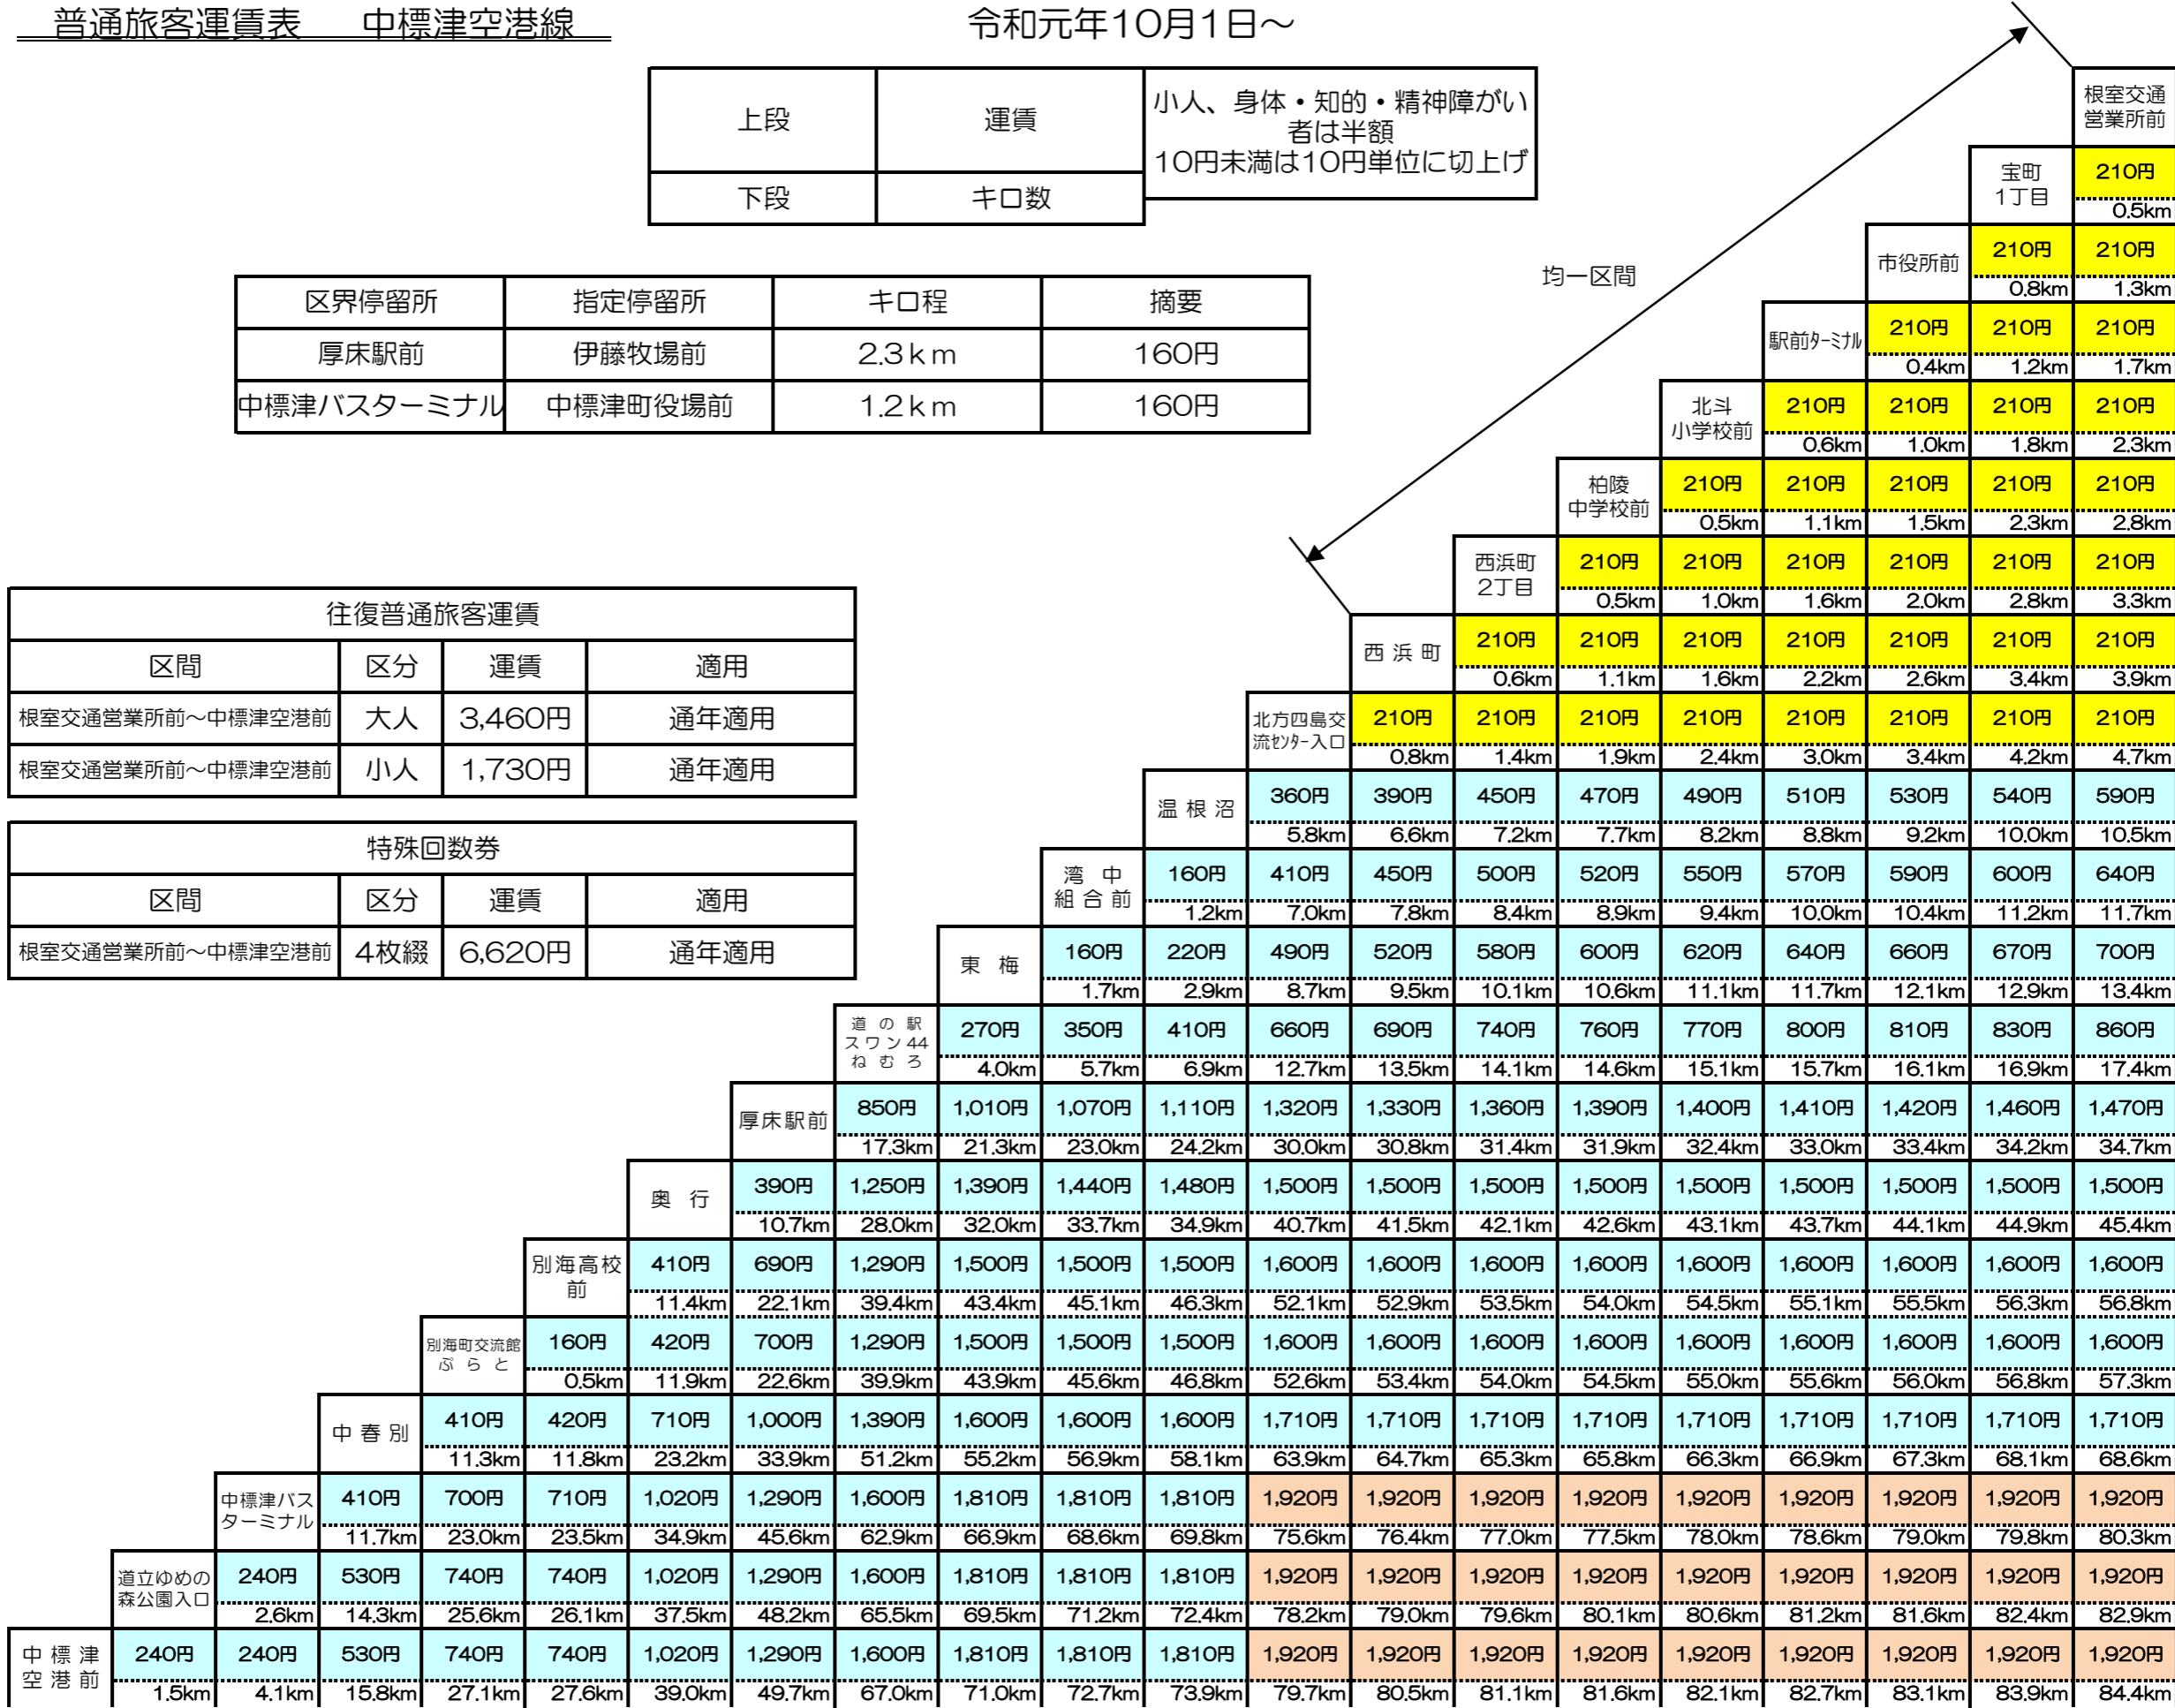 普通旅客運賃表　中標津空港線
令和元年10月1日～
上段 運賃 小人、身体・知的・精神障がい者は半額
10円未満は10円単位に切上げ
下段 キロ数
均一区間
区界停留所 指定停留所 キロ程 摘要
厚床駅前 伊藤牧場前 2.3km 160円
中標津バスターミナル 中標津町役場前 1.2km 160円
往復普通旅客運賃
区間 区分 運賃 適用
根室交通営業所前～中標津空港前 大人 3,460円 通年適用
根室交通営業所前～中標津空港前 小人 1,730円 通年適用
特殊回数券
区間 区分 運賃 適用
根室交通営業所前～中標津空港前 4枚綴 6,620円 通年適用
根室交通営業所前
宝町1丁目 210円
0.5km
市役所前 210円 210円
0.8km 1.3km
駅前ターミナル 210円 210円 210円
0.4km 1.2km 1.7km
北斗小学校前 210円 210円 210円 210円
0.6km 1.0km 1.8km 2.3km
柏陵中学校前 210円 210円 210円 210円 210円
0.5km 1.1km 1.5km 2.3km 2.8km
西浜町2丁目 210円 210円 210円 210円 210円 210円
0.5km 1.0km 1.6km 2.0km 2.8km 3.3km
西浜町 210円 210円 210円 210円 210円 210円 210円
0.6km 1.1km 1.6km 2.2km 2.6km 3.4km 3.9km
北方四島交流センター入口 210円 210円 210円 210円 210円 210円 210円 210円
0.8km 1.4km 1.9km 2.4km 3.0km 3.4km 4.2km 4.7km
温根沼 360円 390円 450円 470円 490円 510円 530円 540円 590円
5.8km 6.6km 7.2km 7.7km 8.2km 8.8km 9.2km 10.0km 10.5km
湾中組合前 160円 410円 450円 500円 520円 550円 570円 590円 600円 640円
1.2km 7.0km 7.8km 8.4km 8.9km 9.4km 10.0km 10.4km 11.2km 11.7km
東梅 160円 220円 490円 520円 580円 600円 620円 640円 660円 670円 700円
1.7km 2.9km 8.7km 9.5km 10.1km 10.6km 11.1km 11.7km 12.1km 12.9km 13.4km
道の駅スワン44ねむろ 270円 350円 410円 660円 690円 740円 760円 770円 800円 810円 830円 860円
4.0km 5.7km 6.9km 12.7km 13.5km 14.1km 14.6km 15.1km 15.7km 16.1km 16.9km 17.4km
厚床駅前 850円 1,010円 1,070円 1,110円 1,320円 1,330円 1,360円 1,390円 1,400円 1,410円 1,420円 1,460円 1,470円
17.3km 21.3km 23.0km 24.2km 30.0km 30.8km 31.4km 31.9km 32.4km 33.0km 33.4km 34.2km 34.7km
奥行 390円 1,250円 1,390円 1,440円 1,480円 1,500円 1,500円 1,500円 1,500円 1,500円 1,500円 1,500円 1,500円 1,500円
10.7km 28.0km 32.0km 33.7km 34.9km 40.7km 41.5km 42.1km 42.6km 43.1km 43.7km 44.1km 44.9km 45.4km
別海高校前 410円 690円 1,290円 1,500円 1,500円 1,500円 1,600円 1,600円 1,600円 1,600円 1,600円 1,600円 1,600円 1,600円 1,600円
11.4km 22.1km 39.4km 43.4km 45.1km 46.3km 52.1km 52.9km 53.5km 54.0km 54.5km 55.1km 55.5km 56.3km 56.8km
別海町交流館ぷらと 160円 420円 700円 1,290円 1,500円 1,500円 1,500円 1,600円 1,600円 1,600円 1,600円 1,600円 1,600円 1,600円 1,600円 1,600円
0.5km 11.9km 22.6km 39.9km 43.9km 45.6km 46.8km 52.6km 53.4km 54.0km 54.5km 55.0km 55.6km 56.0km 56.8km 57.3km
中春別 410円 420円 710円 1,000円 1,390円 1,600円 1,600円 1,600円 1,710円 1,710円 1,710円 1,710円 1,710円 1,710円 1,710円 1,710円 1,710円
11.3km 11.8km 23.2km 33.9km 51.2km 55.2km 56.9km 58.1km 63.9km 64.7km 65.3km 65.8km 66.3km 66.9km 67.3km 68.1km 68.6km
中標津バスターミナル 410円 700円 710円 1,020円 1,290円 1,600円 1,810円 1,810円 1,810円 1,920円 1,920円 1,920円 1,920円 1,920円 1,920円 1,920円 1,920円 1,920円
11.7km 23.0km 23.5km 34.9km 45.6km 62.9km 66.9km 68.6km 69.8km 75.6km 76.4km 77.0km 77.5km 78.0km 78.6km 79.0km 79.8km 80.3km
道立ゆめの森公園入口 240円 530円 740円 740円 1,020円 1,290円 1,600円 1,810円 1,810円 1,810円 1,920円 1,920円 1,920円 1,920円 1,920円 1,920円 1,920円 1,920円 1,920円
2.6km 14.3km 25.6km 26.1km 37.5km 48.2km 65.5km 69.5km 71.2km 72.4km 78.2km 79.0km 79.6km 80.1km 80.6km 81.2km 81.6km 82.4km 82.9km
中標津空港前 240円 240円 530円 740円 740円 1,020円 1,290円 1,600円 1,810円 1,810円 1,810円 1,920円 1,920円 1,920円 1,920円 1,920円 1,920円 1,920円 1,920円 1,920円
1.5km 4.1km 15.8km 27.1km 27.6km 39.0km 49.7km 67.0km 71.0km 72.7km 73.9km 79.7km 80.5km 81.1km 81.6km 82.1km 82.7km 83.1km 83.9km 84.4km